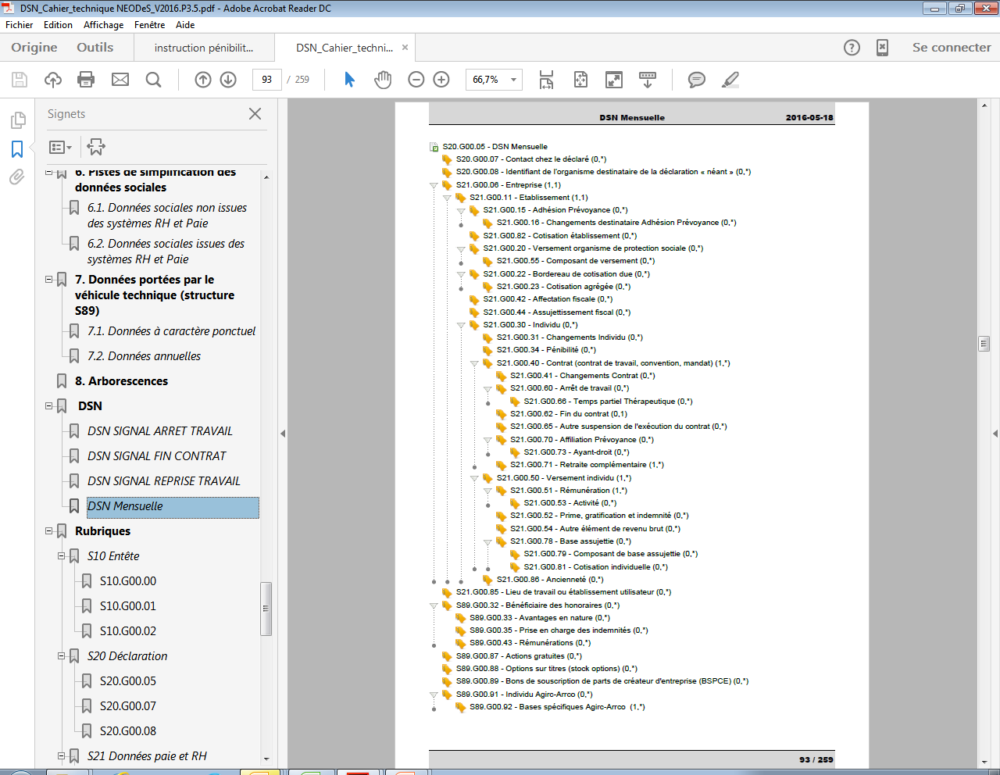 DSN_Cahier_technique NEODeS_V2016.P3.5.pdf - Adobe Acrobat Reader DC
Fichier Edition Affichage Fenêtre Aide
Origine Outils instruction pénibilit... DSN_Cahier_techni... × Se connecter
93 / 259 66,7%
Signets
6. Pistes de simplification des
données sociales
6.1. Données sociales non issues
des systèmes RH et Paie
6.2. Données sociales issues des
systèmes RH et Paie
7. Données portées par le
véhicule technique (structure
S89)
7.1. Données à caractère ponctuel
7.2. Données annuelles
8. Arborescences
DSN
DSN SIGNAL ARRET TRAVAIL
DSN SIGNAL FIN CONTRAT
DSN SIGNAL REPRISE TRAVAIL
DSN Mensuelle
Rubriques
S10 Entête
S10.G00.00
S10.G00.01
S10.G00.02
S20 Déclaration
S20.G00.05
S20.G00.07
S20.G00.08
S21 Données paie et RH
DSN Mensuelle 2016-05-18
S20.G00.05 - DSN Mensuelle
S20.G00.07 - Contact chez le déclaré (0,*)
S20.G00.08 - Identifiant de l'organisme destinataire de la déclaration « néant » (0,*)
S21.G00.06 - Entreprise (1,1)
S21.G00.11 - Etablissement (1,1)
S21.G00.15 - Adhésion Prévoyance (0,*)
S21.G00.16 - Changements destinataire Adhésion Prévoyance (0,*)
S21.G00.82 - Cotisation établissement (0,*)
S21.G00.20 - Versement organisme de protection sociale (0,*)
S21.G00.55 - Composant de versement (0,*)
S21.G00.22 - Bordereau de cotisation due (0,*)
S21.G00.23 - Cotisation agrégée (0,*)
S21.G00.42 - Affectation fiscale (0,*)
S21.G00.44 - Assujettissement fiscal (0,*)
S21.G00.30 - Individu (0,*)
S21.G00.31 - Changements Individu (0,*)
S21.G00.34 - Pénibilité (0,*)
S21.G00.40 - Contrat (contrat de travail, convention, mandat) (1,*)
S21.G00.41 - Changements Contrat (0,*)
S21.G00.60 - Arrêt de travail (0,*)
S21.G00.66 - Temps partiel Thérapeutique (0,*)
S21.G00.62 - Fin du contrat (0,1)
S21.G00.65 - Autre suspension de l'exécution du contrat (0,*)
S21.G00.70 - Affiliation Prévoyance (0,*)
S21.G00.73 - Ayant-droit (0,*)
S21.G00.71 - Retraite complémentaire (1,*)
S21.G00.50 - Versement individu (1,*)
S21.G00.51 - Rémunération (1,*)
S21.G00.53 - Activité (0,*)
S21.G00.52 - Prime, gratification et indemnité (0,*)
S21.G00.54 - Autre élément de revenu brut (0,*)
S21.G00.78 - Base assujettie (0,*)
S21.G00.79 - Composant de base assujettie (0,*)
S21.G00.81 - Cotisation individuelle (0,*)
S21.G00.86 - Ancienneté (0,*)
S21.G00.85 - Lieu de travail ou établissement utilisateur (0,*)
S89.G00.32 - Bénéficiaire des honoraires (0,*)
S89.G00.33 - Avantages en nature (0,*)
S89.G00.35 - Prise en charge des indemnités (0,*)
S89.G00.43 - Rémunérations (0,*)
S89.G00.87 - Actions gratuites (0,*)
S89.G00.88 - Options sur titres (stock options) (0,*)
S89.G00.89 - Bons de souscription de parts de créateur d'entreprise (BSPCE) (0,*)
S89.G00.91 - Individu Agirc-Arrco (0,*)
S89.G00.92 - Bases spécifiques Agirc-Arrco (1,*)
93 / 259